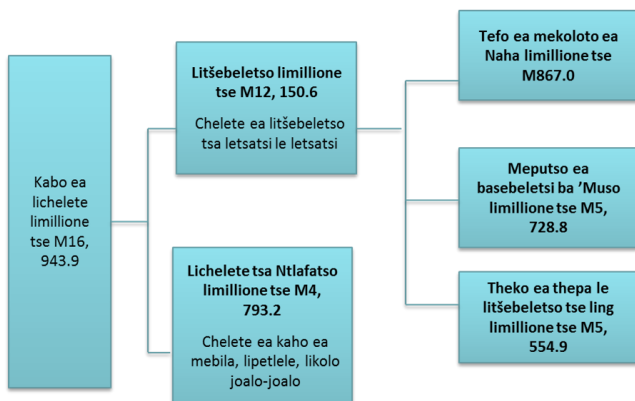 Kabo ea
lichelete
limillione
tse M16,
943.9
Litšebeletso limillione
tse M12, 150.6
Chelete ea litšebeletso
tsa letsatsi le letsatsi
Lichelete tsa Ntlafatso
limillione tse M4,
793.2
Chelete ea kaho ea
mebila, lipetlele, likolo
joalo-joalo
Tefo ea mekoloto ea
Naha limillione tse
M867.0
Meputso ea
basebeletsi ba ’Muso
limillione tse M5,
728.8
Theko ea thepa le
litšebeletso tse ling
limillione tse M5,
554.9